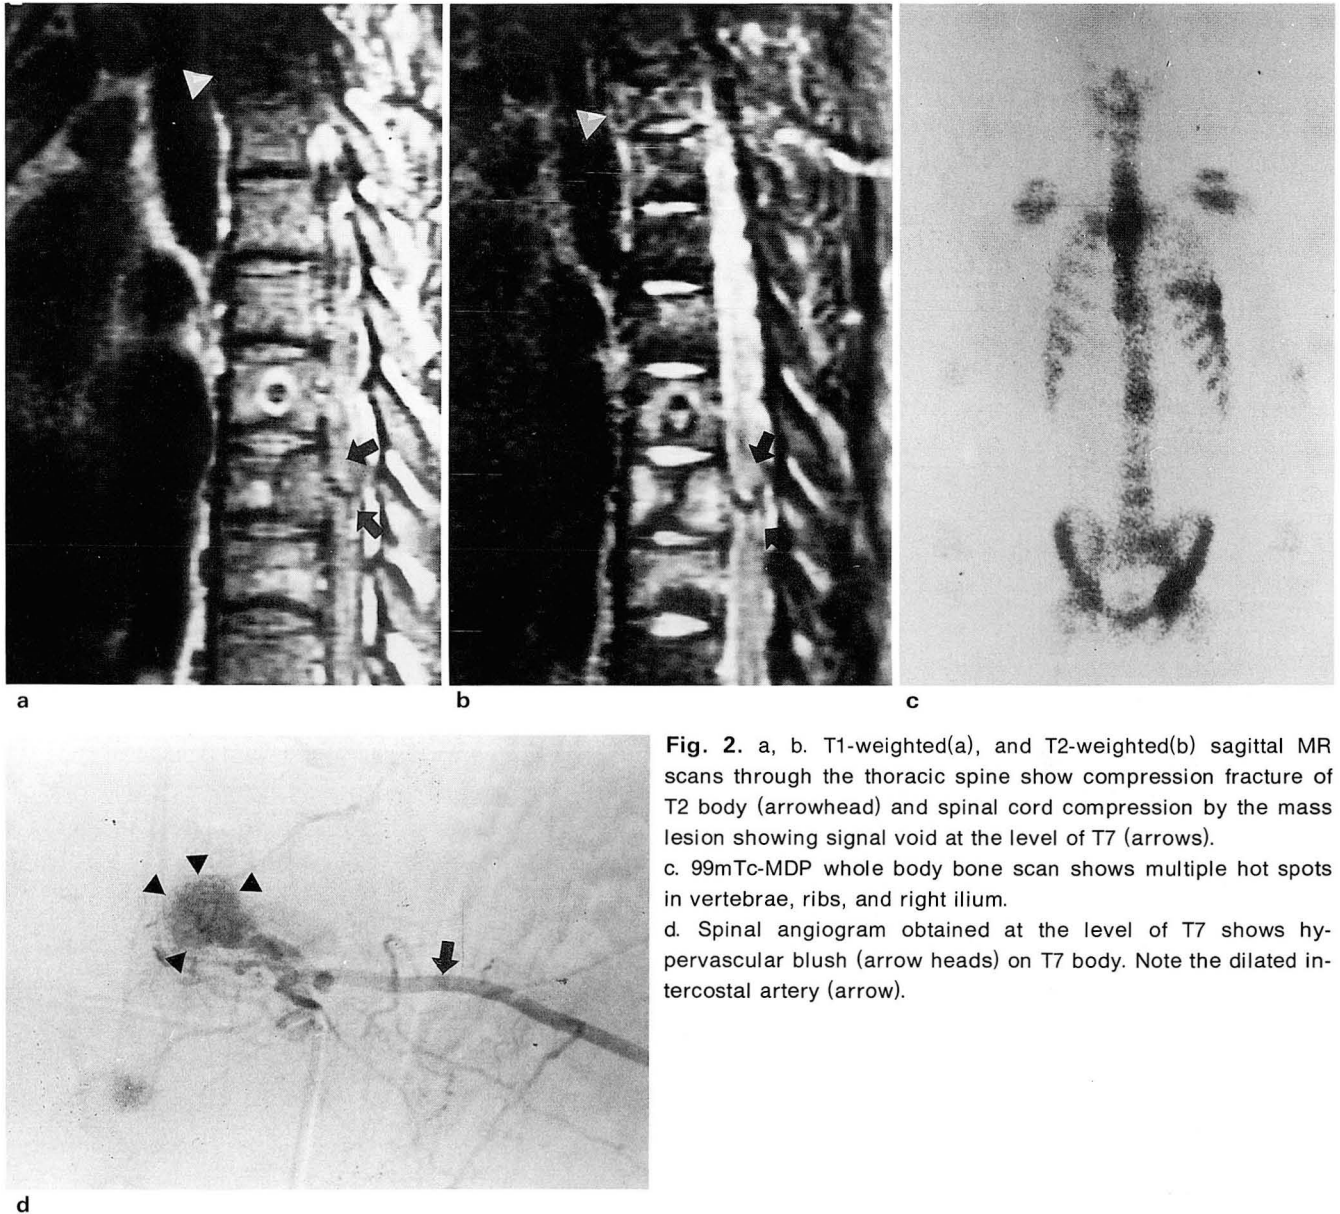 a
b
c
Fig. 2. a, b. T1-weighted(a), and T2-weighted(b) sagittal MR
scans through the thoracic spine show compression fracture of
T2 body (arrowhead) and spinal cord compression by the mass
lesion showing signal void at the level of T7 (arrows).
c. 99mTc-MDP whole body bone scan shows multiple hot spots
in vertebrae, ribs, and right ilium.
d. Spinal angiogram obtained at the level of T7 shows hy-
pervascular blush (arrow heads) on T7 body. Note the dilated in-
tercostal artery (arrow).
d